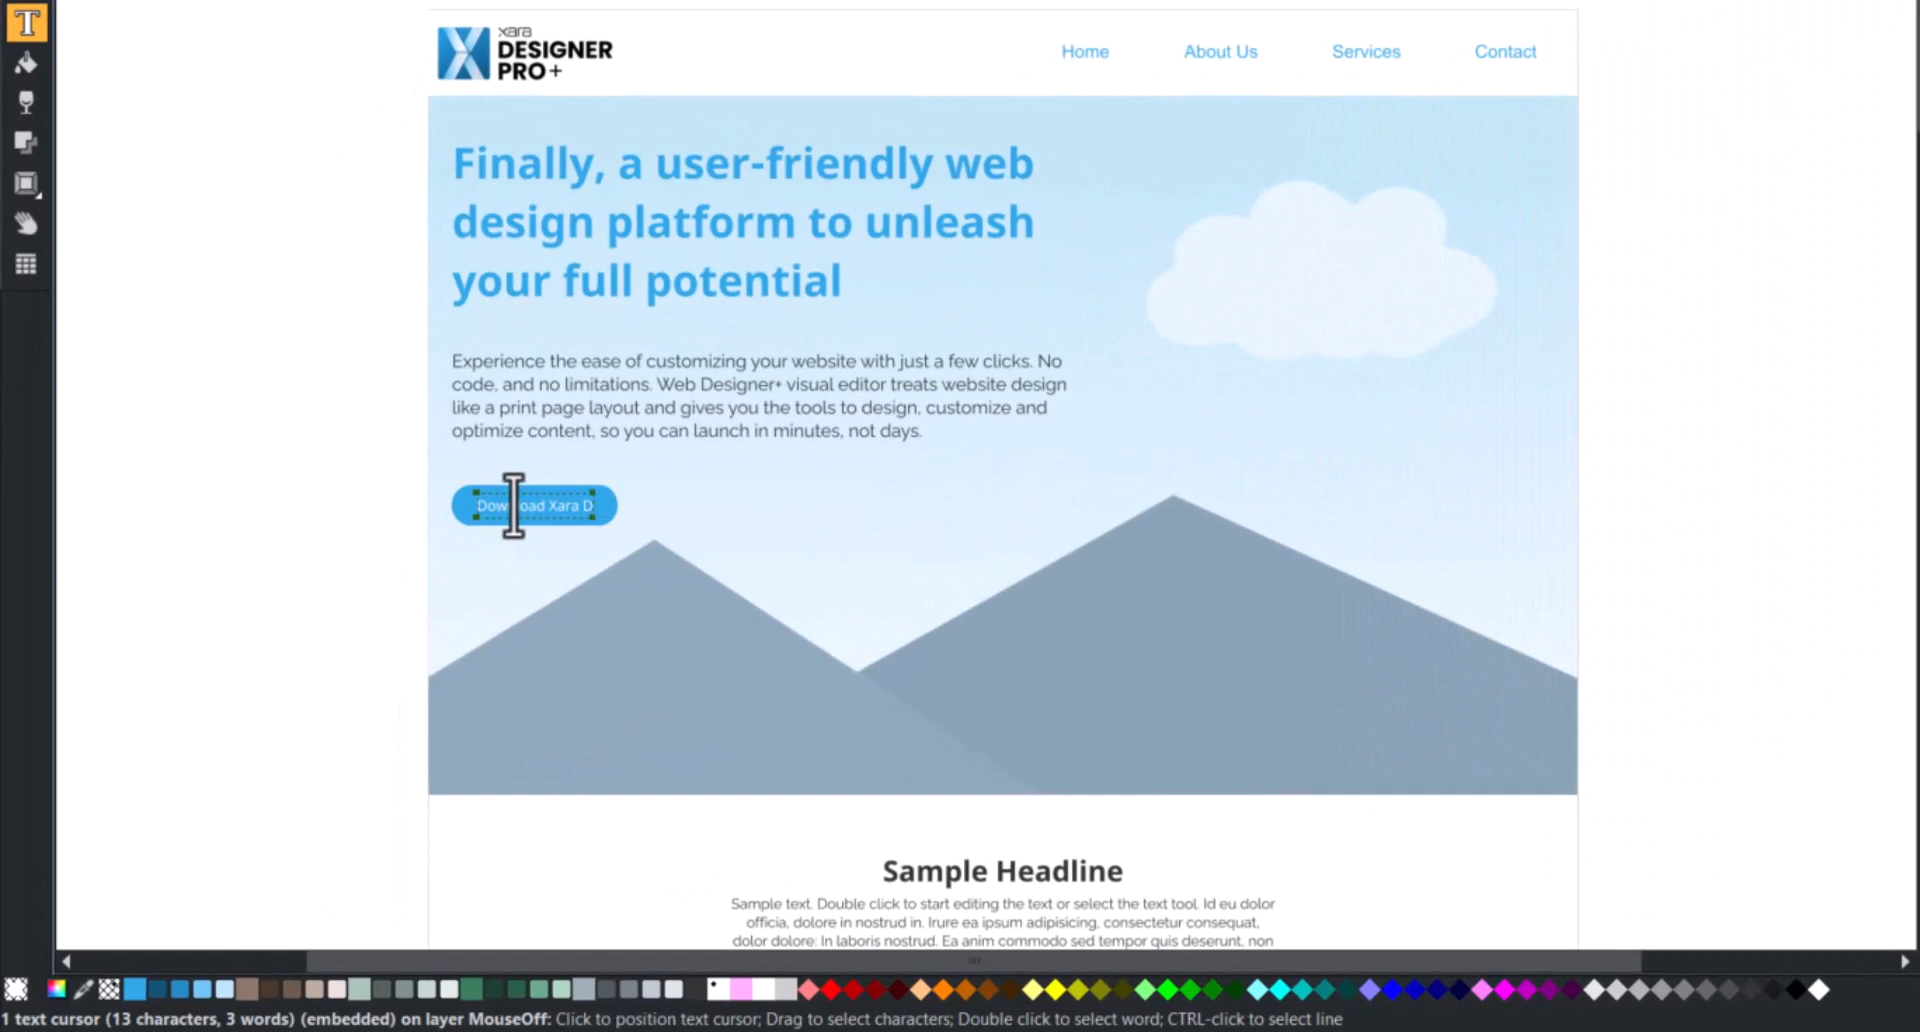 T
xara
DESIGNER
PRO+
Home About Us Services Contact
Finally, a user-friendly web
design platform to unleash
your full potential
Experience the ease of customizing your website with just a few clicks. No
code, and no limitations. Web Designer+ visual editor treats website design
like a print page layout and gives you the tools to design, customize and
optimize content, so you can launch in minutes, not days.
Download Xara D
Sample Headline
Sample text. Double click to start editing the text or select the text tool. Id eu dolor
officia, dolore in nostrud in. Irure ea ipsum adipisicing, consectetur consequat,
dolor dolore: In laboris nostrud. Ea anim commodo sed tempor quis deserunt, non
1 text cursor (13 characters, 3 words) (embedded) on layer MouseOff: Click to position text cursor; Drag to select characters; Double click to select word; CTRL-click to select line